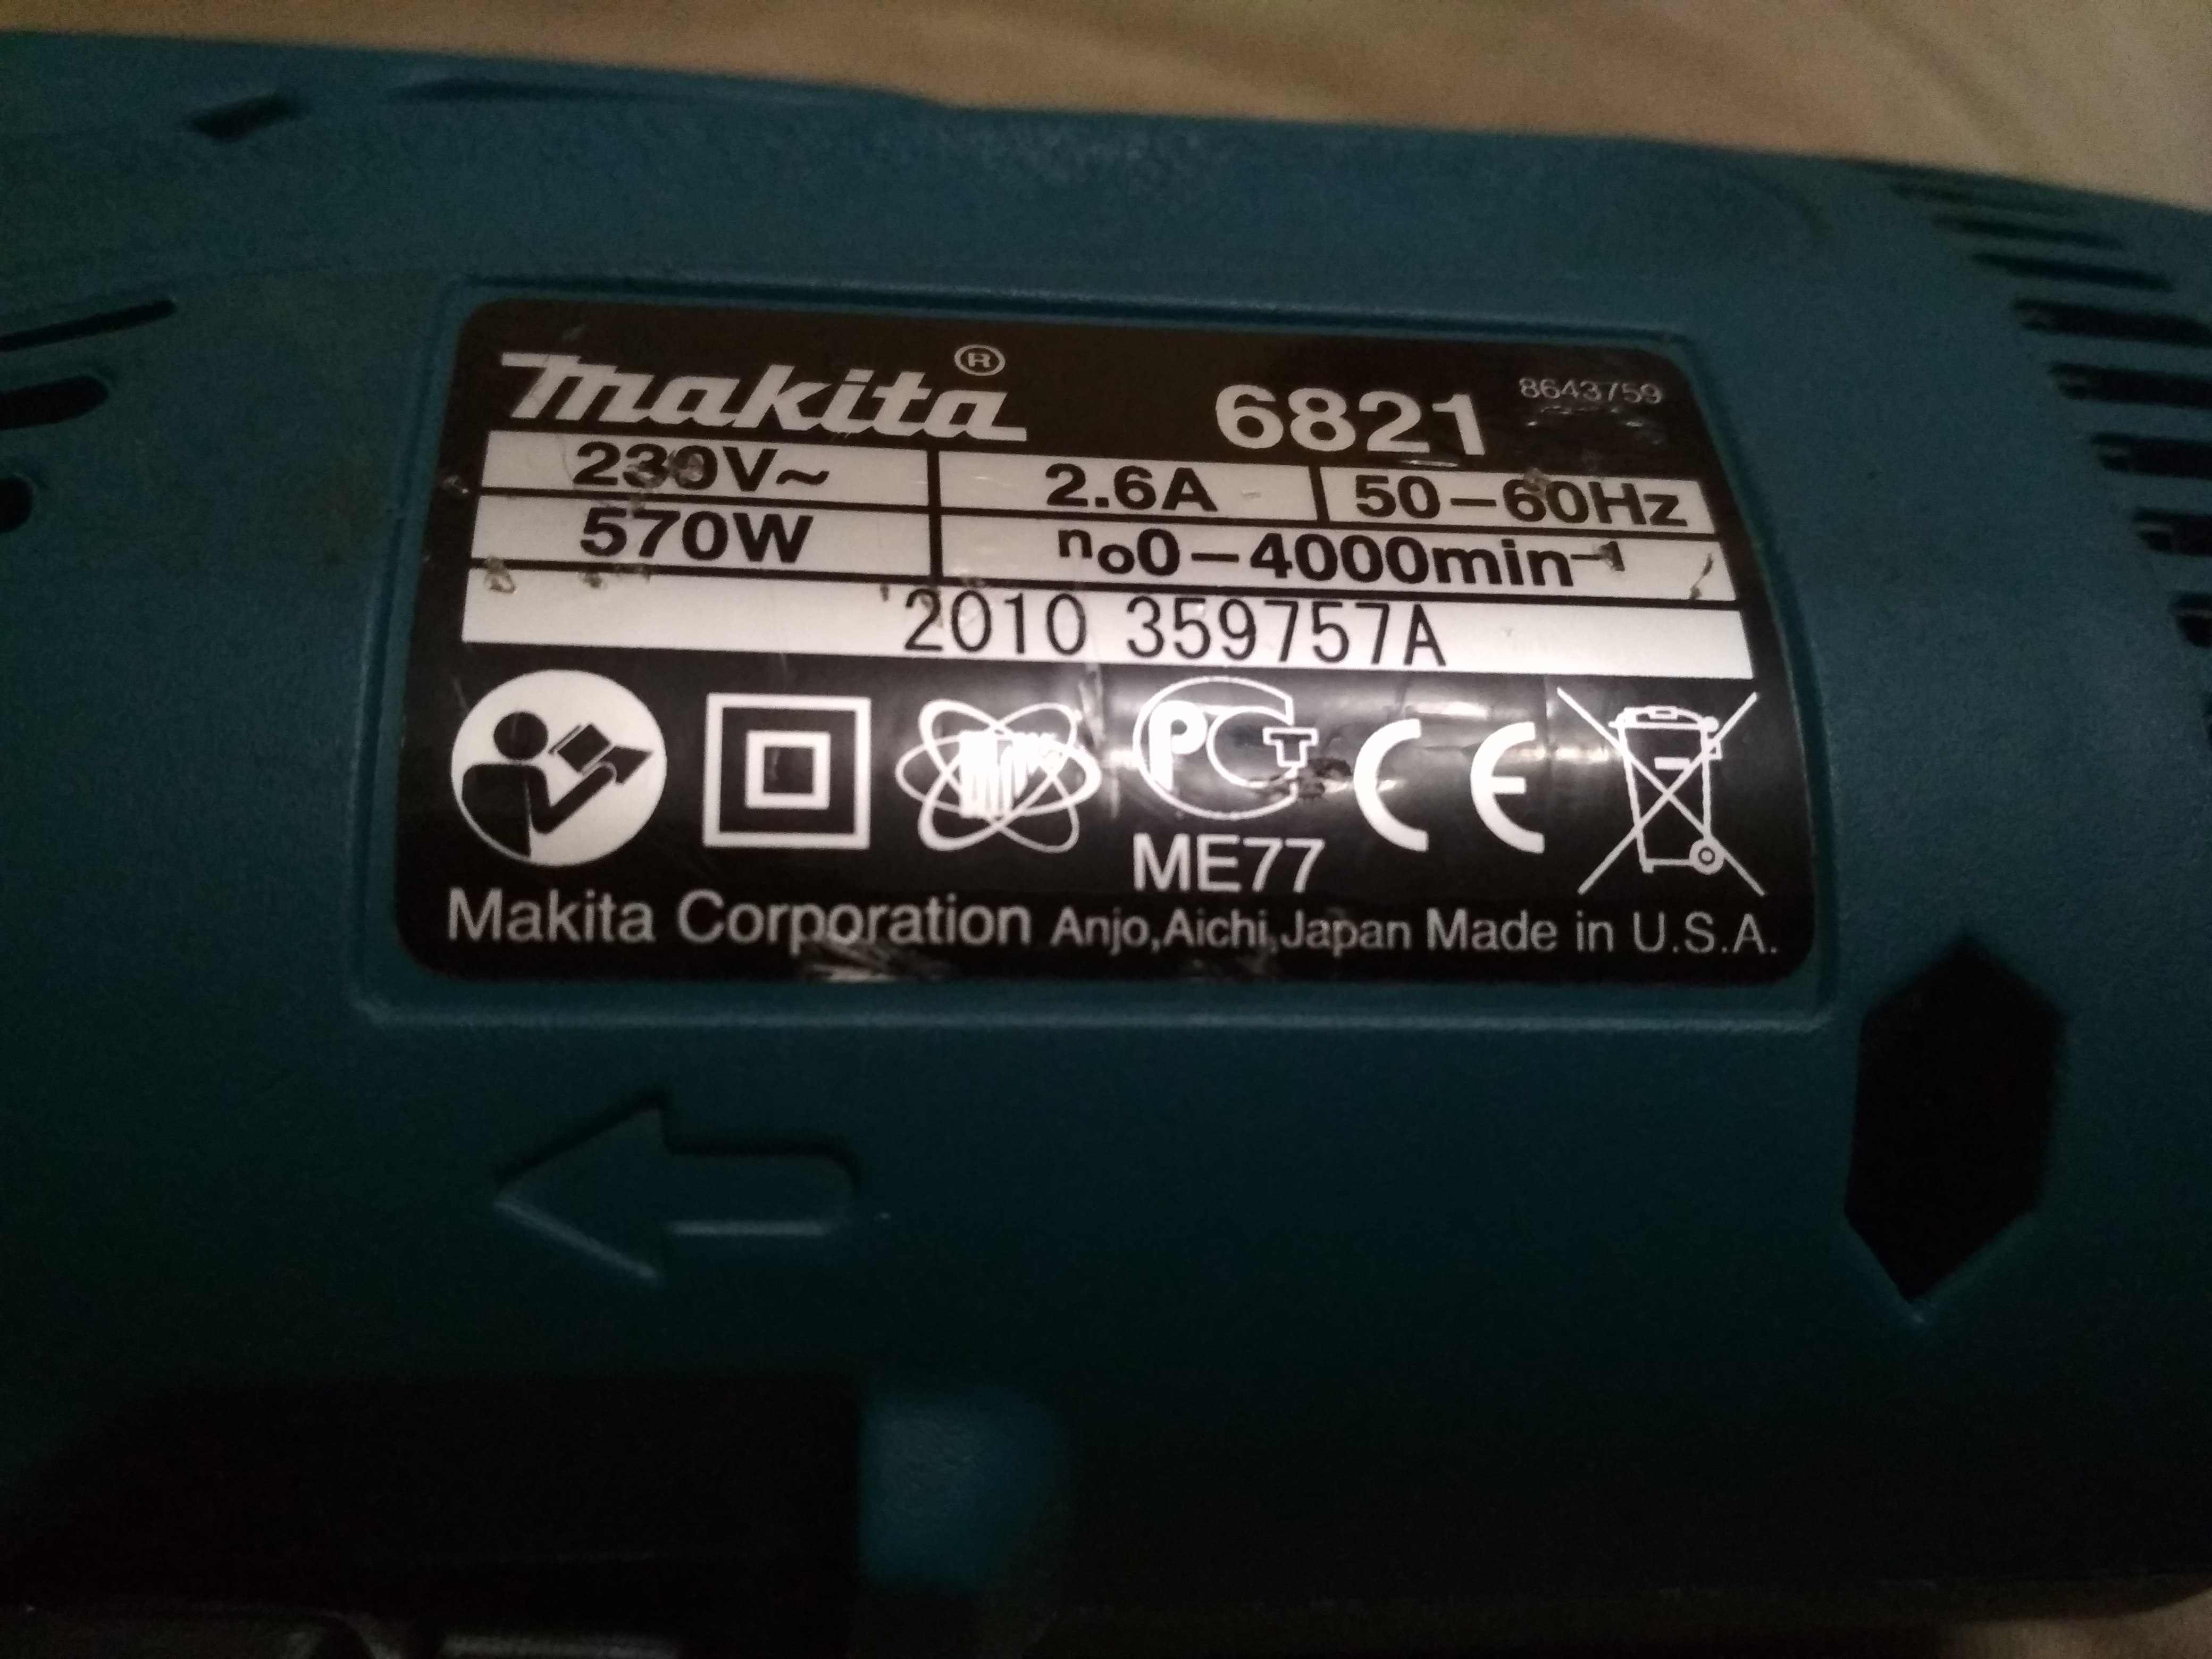 makita®
6821 8643759
230V~ 2.6A 50–60Hz
570W no0–4000min⁻¹
2010 359757A
PCT CE
ME77
Makita Corporation Anjo,Aichi,Japan Made in U.S.A.